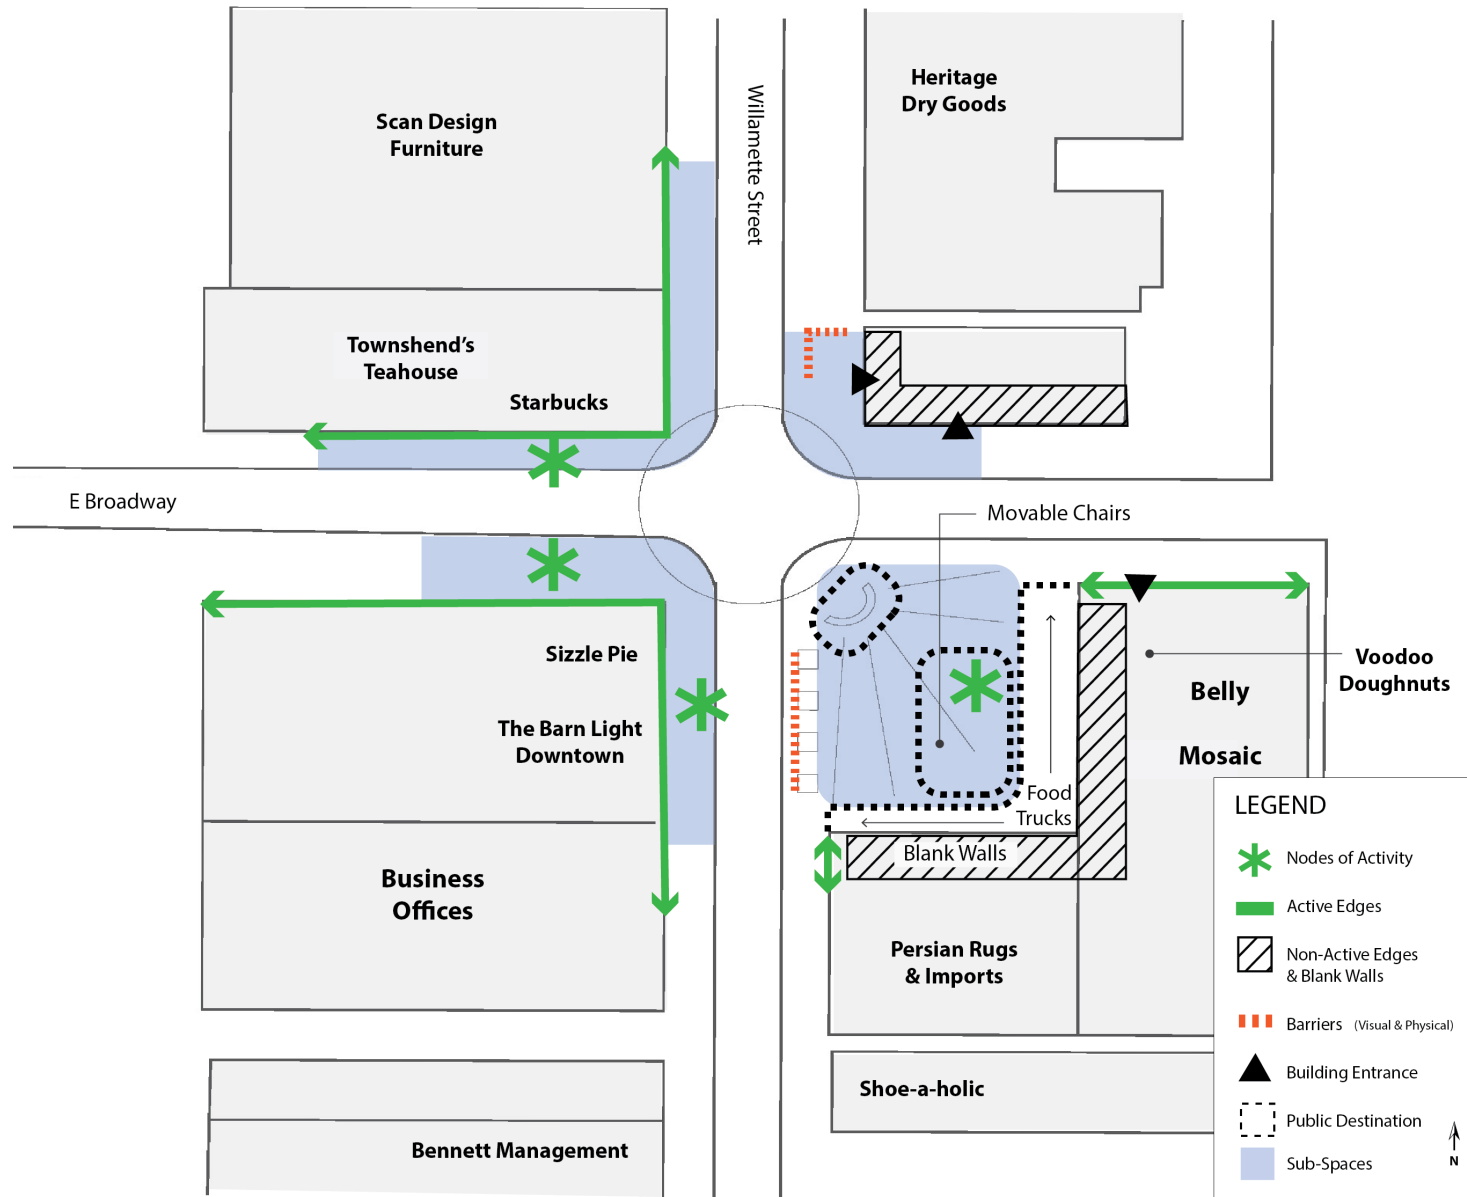 Scan Design
Furniture
Willamette Street
Heritage
Dry Goods
Townshend's
Teahouse
Starbucks
E Broadway
Movable Chairs
Sizzle Pie
The Barn Light
Downtown
Business
Offices
Food
Trucks
Blank Walls
Belly
Mosaic
Voodoo
Doughnuts
Persian Rugs
& Imports
Shoe-a-holic
Bennett Management
LEGEND
Nodes of Activity
Active Edges
Non-Active Edges
& Blank Walls
Barriers (Visual & Physical)
Building Entrance
Public Destination
Sub-Spaces
N